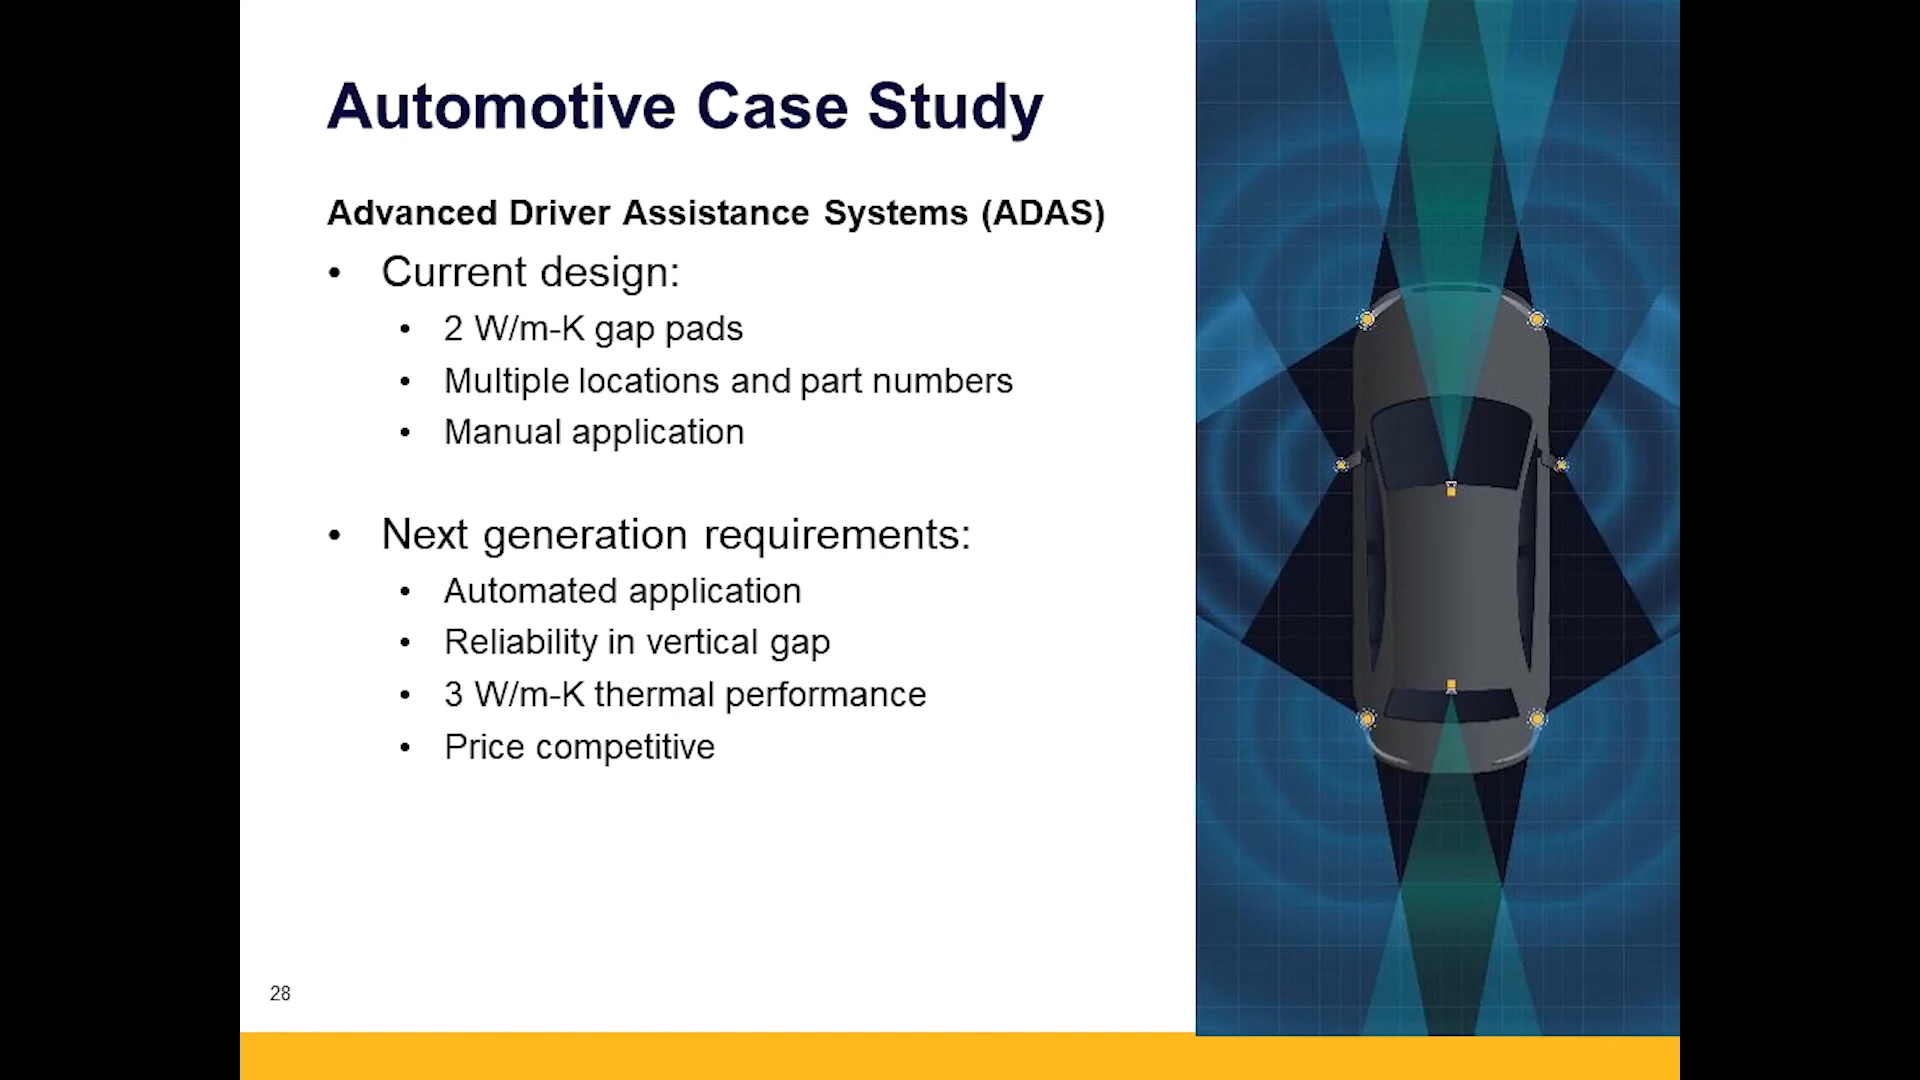 Automotive Case Study
Advanced Driver Assistance Systems (ADAS)
• Current design:
• 2 W/m-K gap pads
• Multiple locations and part numbers
• Manual application
• Next generation requirements:
• Automated application
• Reliability in vertical gap
• 3 W/m-K thermal performance
• Price competitive
28